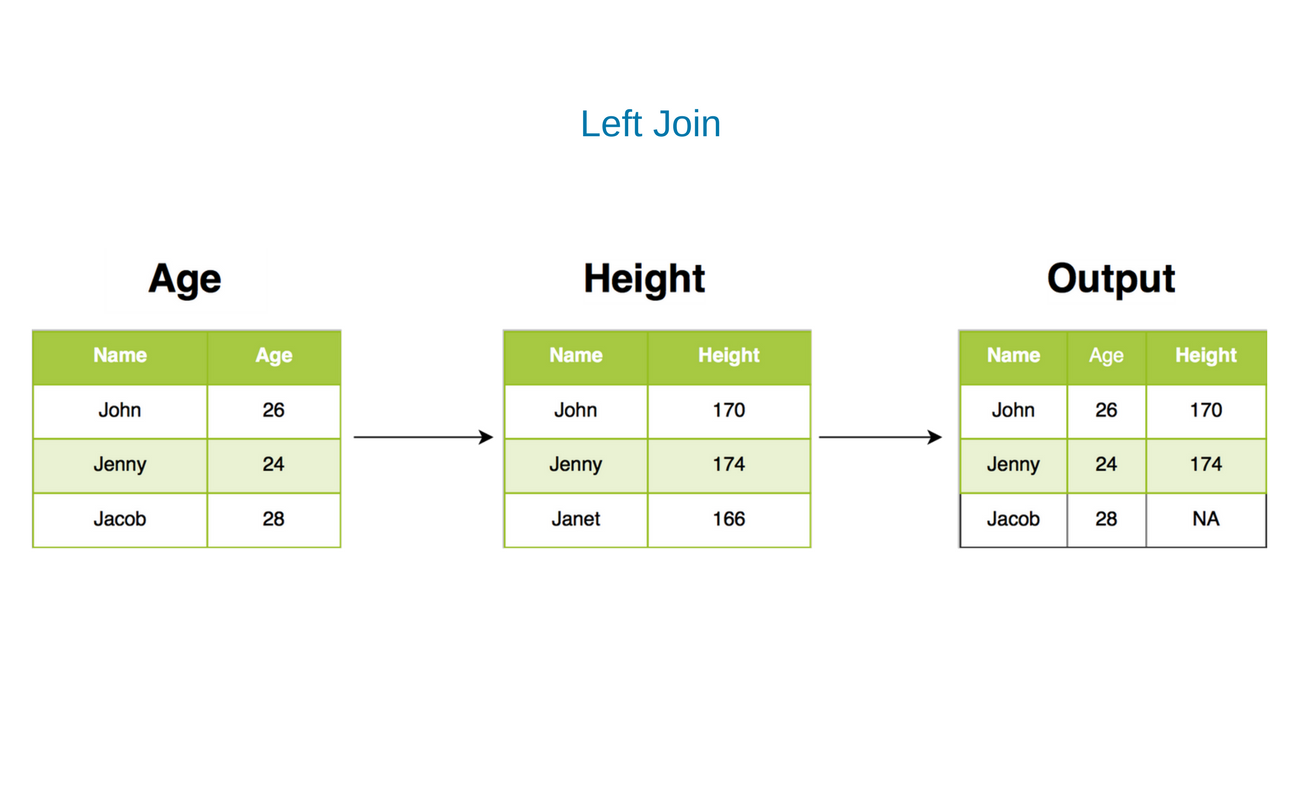 Left Join
Age
Name Age
John 26
Jenny 24
Jacob 28
Height
Name Height
John 170
Jenny 174
Janet 166
Output
Name Age Height
John 26 170
Jenny 24 174
Jacob 28 NA